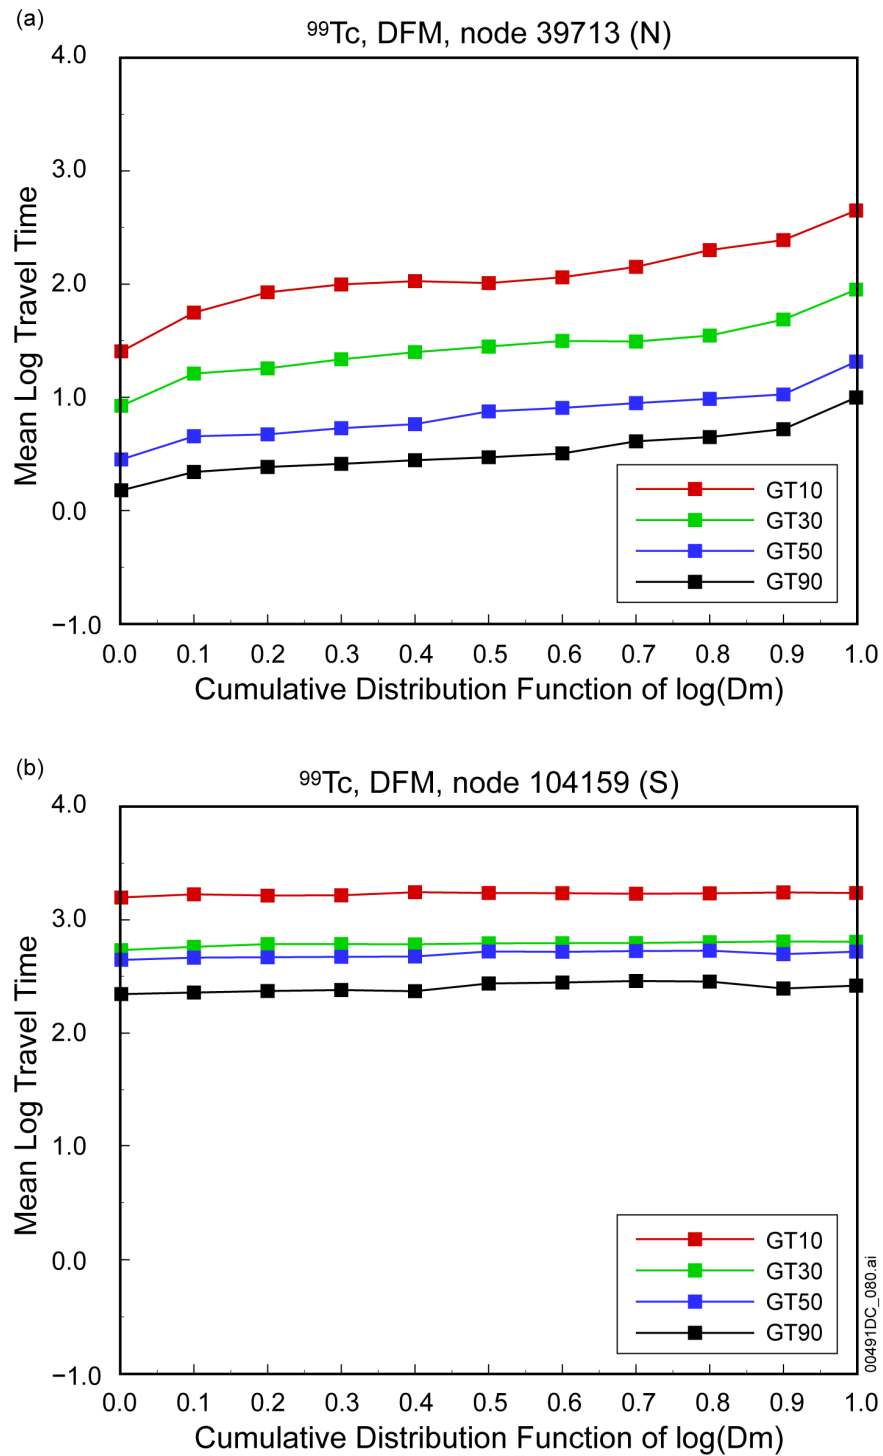 (a)
⁹⁹Tc, DFM, node 39713 (N)
4.0
3.0
2.0
1.0
0.0
−1.0
Mean Log Travel Time
GT10
GT30
GT50
GT90
0.0 0.1 0.2 0.3 0.4 0.5 0.6 0.7 0.8 0.9 1.0
Cumulative Distribution Function of log(Dm)
(b)
⁹⁹Tc, DFM, node 104159 (S)
4.0
3.0
2.0
1.0
0.0
−1.0
Mean Log Travel Time
GT10
GT30
GT50
GT90
0.0 0.1 0.2 0.3 0.4 0.5 0.6 0.7 0.8 0.9 1.0
Cumulative Distribution Function of log(Dm)
00491DC_080.ai